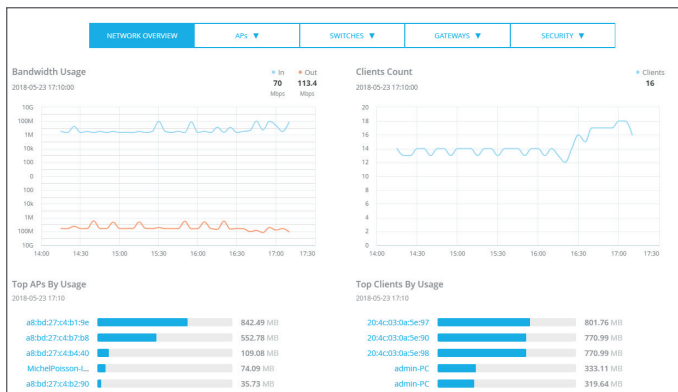 NETWORK OVERVIEW
APs ▼
SWITCHES ▼
GATEWAYS ▼
SECURITY ▼
Bandwidth Usage
2018-05-23 17:10:00
In Out
70 113.4
Mbps Mbps
10G
100M
1M
10k
100
0
100
10k
1M
100M
10G
14:00 14:30 15:00 15:30 16:00 16:30 17:00 17:30
Clients Count
2018-05-23 17:10:00
Clients
16
20
18
16
14
12
10
8
6
4
2
0
14:00 14:30 15:00 15:30 16:00 16:30 17:00 17:30
Top APs By Usage
2018-05-23 17:10
a8:bd:27:c4:b1:9e 842.49 MB
a8:bd:27:c4:b7:b8 552.78 MB
a8:bd:27:c4:b4:40 109.08 MB
MichelPoisson-I... 74.09 MB
a8:bd:27:c4:b2:90 35.73 MB
Top Clients By Usage
2018-05-23 17:10
20:4c:03:0a:5e:97 801.76 MB
20:4c:03:0a:5e:90 770.99 MB
20:4c:03:0a:5e:98 770.99 MB
admin-PC 333.11 MB
admin-PC 319.64 MB